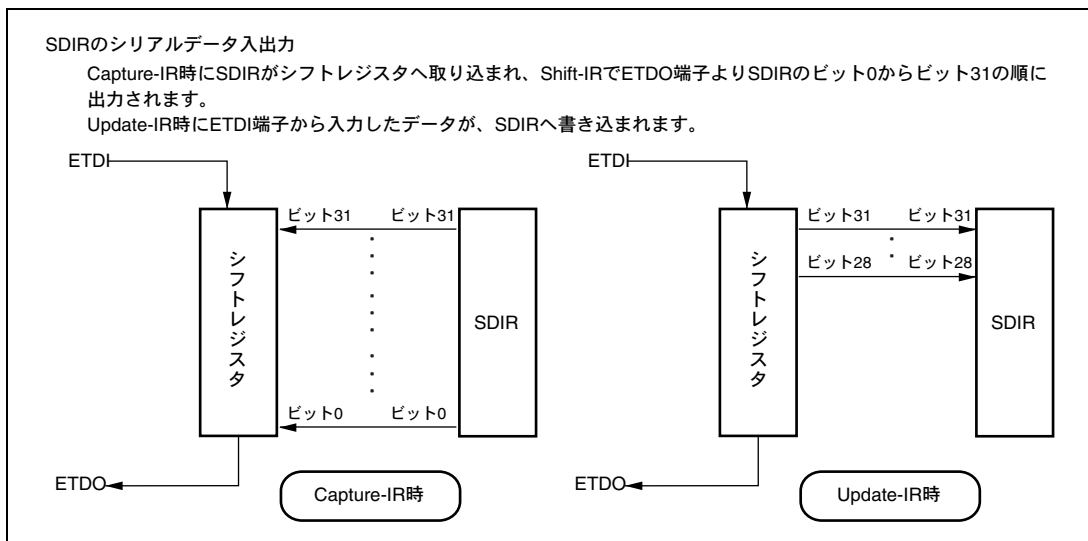 SDIRのシリアルデータ入出力
Capture-IR時にSDIRがシフトレジスタへ取り込まれ、Shift-IRでETDO端子よりSDIRのビット0からビット31の順に
出力されます。
Update-IR時にETDI端子から入力したデータが、SDIRへ書き込まれます。
ETDI
ビット31 ビット31
シフトレジスタ
SDIR
ビット0 ビット0
ETDO
Capture-IR時
ETDI
ビット31 ビット31
ビット28 ビット28
シフトレジスタ
SDIR
ETDO
Update-IR時